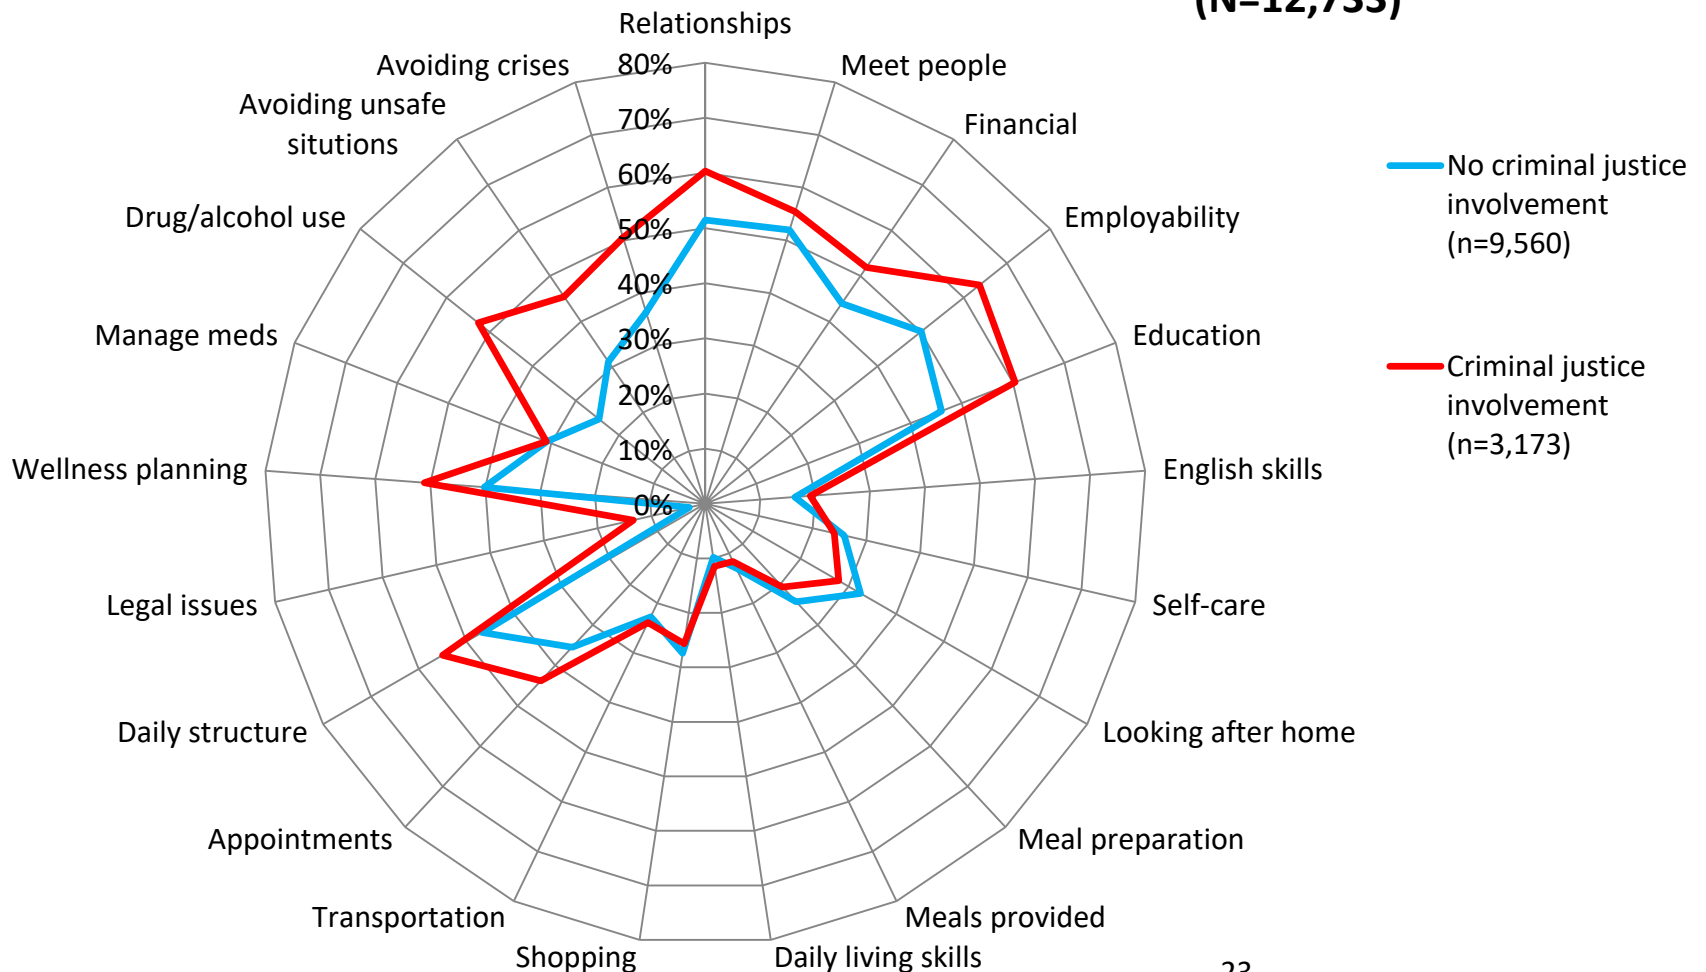 (N=12,733)
Relationships
Avoiding crises
80%
Meet people
Avoiding unsafe
situtions
70%
Financial
60%
No criminal justice
involvement
(n=9,560)
Drug/alcohol use
50%
Employability
40%
Manage meds
30%
Education
Criminal justice
involvement
(n=3,173)
20%
10%
Wellness planning
0%
English skills
Legal issues
Self-care
Daily structure
Looking after home
Appointments
Meal preparation
Transportation
Meals provided
Shopping
Daily living skills
23